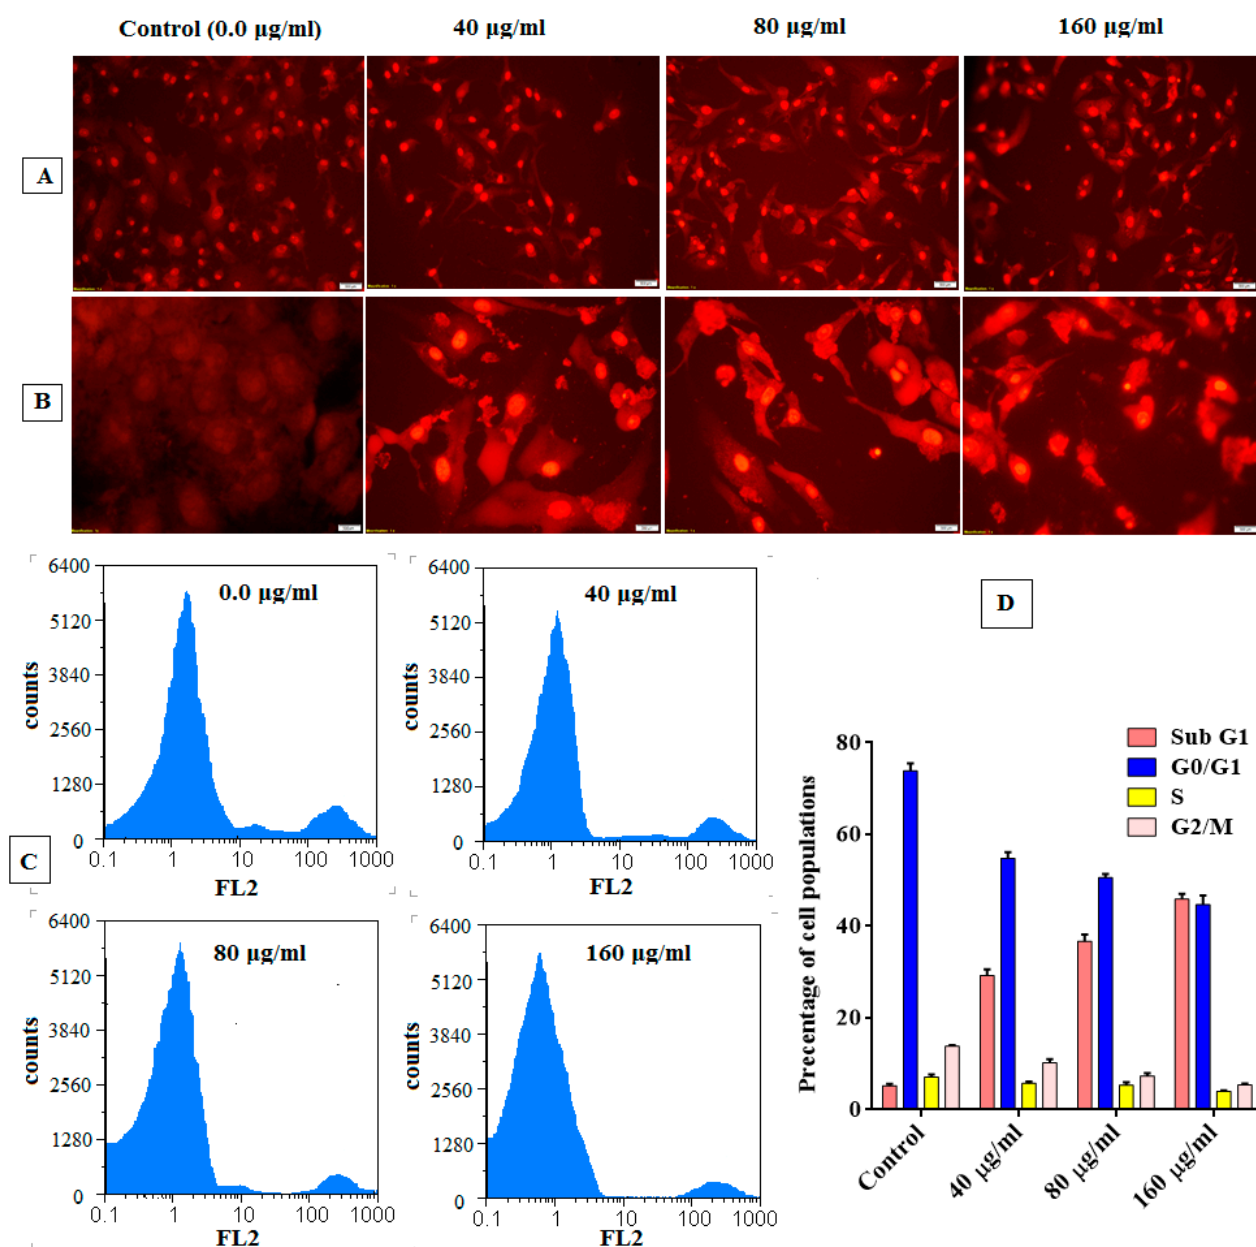 Control (0.0 µg/ml) 40 µg/ml 80 µg/ml 160 µg/ml
A
B
C
6400
5120
3840
2560
1280
0
counts
0.0 µg/ml
0.1 1 10 100 1000
FL2
6400
5120
3840
2560
1280
0
counts
40 µg/ml
0.1 1 10 100 1000
FL2
6400
5120
3840
2560
1280
0
counts
80 µg/ml
0.1 1 10 100 1000
FL2
6400
5120
3840
2560
1280
0
counts
160 µg/ml
0.1 1 10 100 1000
FL2
D
Sub G1
G0/G1
S
G2/M
80
60
40
20
0
Precentage of cell populations
Control
40 µg/ml
80 µg/ml
160 µg/ml